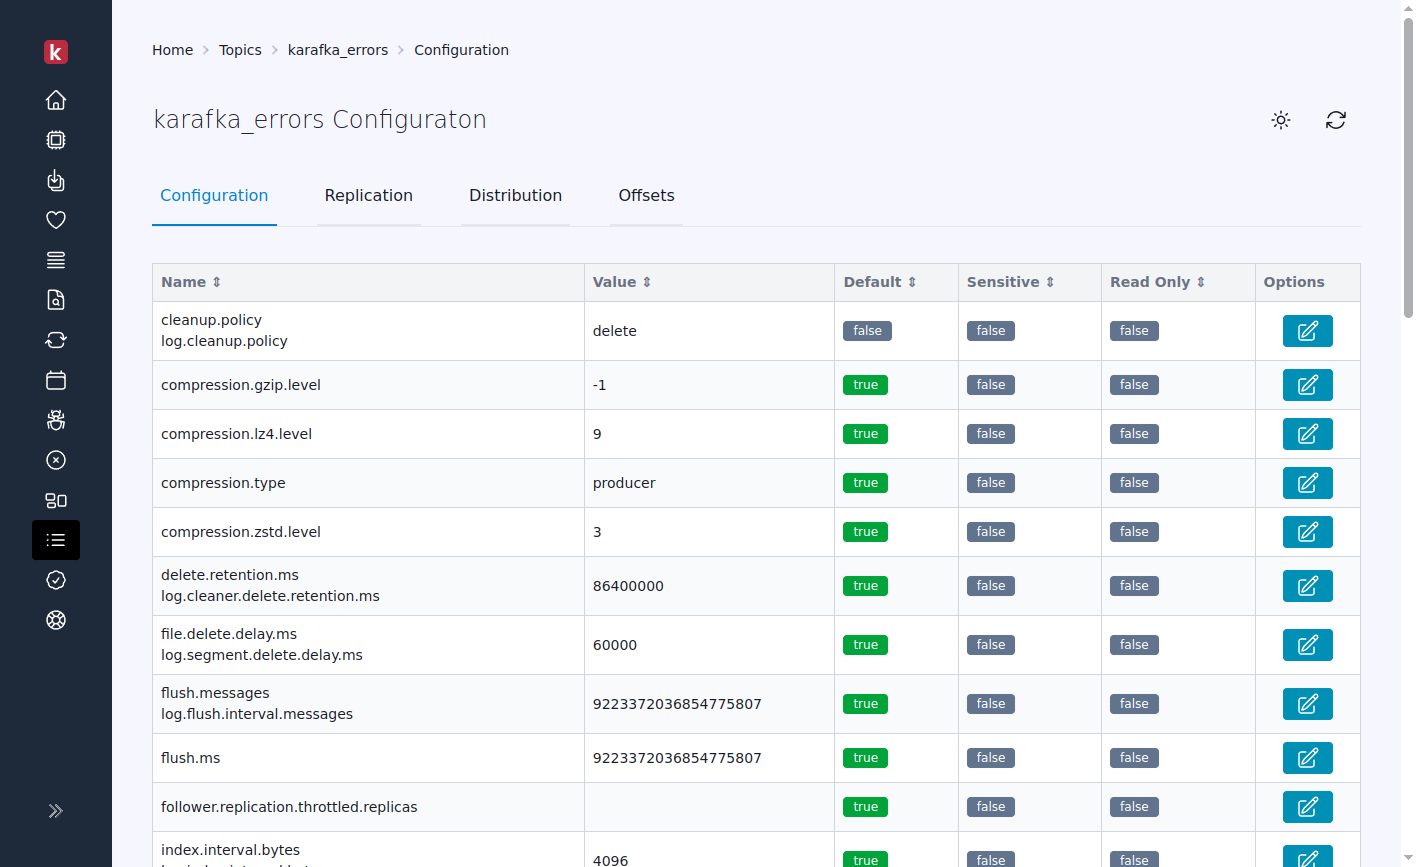 k
Home > Topics > karafka_errors > Configuration
karafka_errors Configuraton
Configuration Replication Distribution Offsets
Name ⇕ Value ⇕ Default ⇕ Sensitive ⇕ Read Only ⇕ Options
cleanup.policy
log.cleanup.policy
delete false false false
compression.gzip.level -1 true false false
compression.lz4.level 9 true false false
compression.type producer true false false
compression.zstd.level 3 true false false
delete.retention.ms
log.cleaner.delete.retention.ms
86400000 true false false
file.delete.delay.ms
log.segment.delete.delay.ms
60000 true false false
flush.messages
log.flush.interval.messages
9223372036854775807 true false false
flush.ms 9223372036854775807 true false false
follower.replication.throttled.replicas true false false
index.interval.bytes
4096 true false false